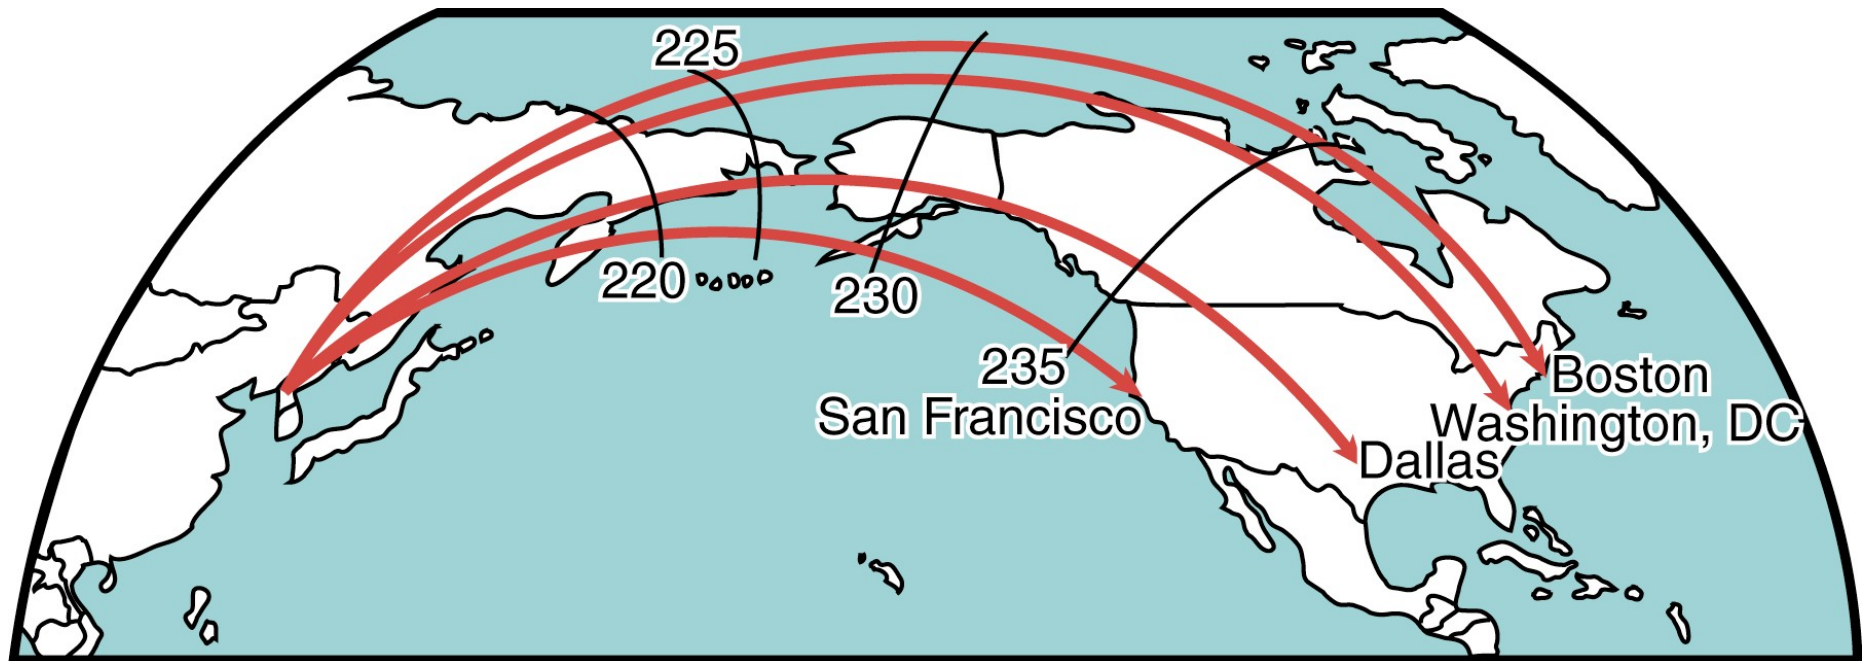 225
220
230
235
San Francisco
Boston
Washington, DC
Dallas